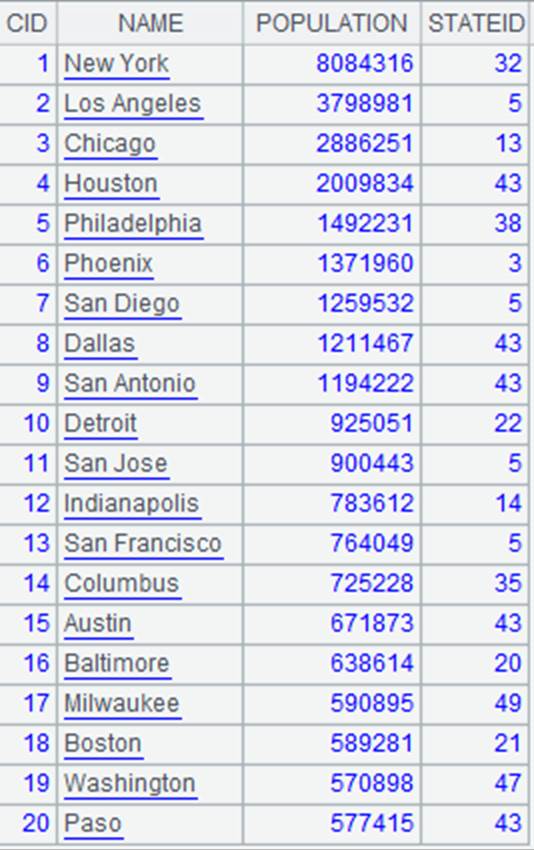 CID NAME POPULATION STATEID
1 New York 8084316 32
2 Los Angeles 3798981 5
3 Chicago 2886251 13
4 Houston 2009834 43
5 Philadelphia 1492231 38
6 Phoenix 1371960 3
7 San Diego 1259532 5
8 Dallas 1211467 43
9 San Antonio 1194222 43
10 Detroit 925051 22
11 San Jose 900443 5
12 Indianapolis 783612 14
13 San Francisco 764049 5
14 Columbus 725228 35
15 Austin 671873 43
16 Baltimore 638614 20
17 Milwaukee 590895 49
18 Boston 589281 21
19 Washington 570898 47
20 Paso 577415 43